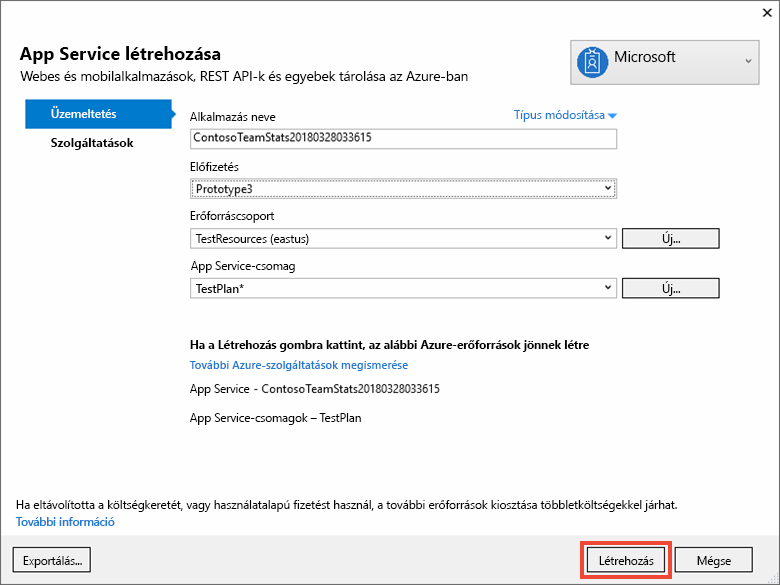 App Service létrehozása
Webes és mobilalkalmazások, REST API-k és egyebek tárolása az Azure-ban
Microsoft
Üzemeltetés
Szolgáltatások
Alkalmazás neve
Típus módosítása
ContosoTeamStats20180328033615
Előfizetés
Prototype3
Erőforráscsoport
TestResources (eastus)
Új...
App Service-csomag
TestPlan*
Új...
Ha a Létrehozás gombra kattint, az alábbi Azure-erőforrások jönnek létre
További Azure-szolgáltatások megismerése
App Service - ContosoTeamStats20180328033615
App Service-csomagok – TestPlan
Ha eltávolította a költségkeretét, vagy használatalapú fizetést használ, a további erőforrások kiosztása többletköltségekkel járhat.
További információ
Exportálás...
Létrehozás
Mégse